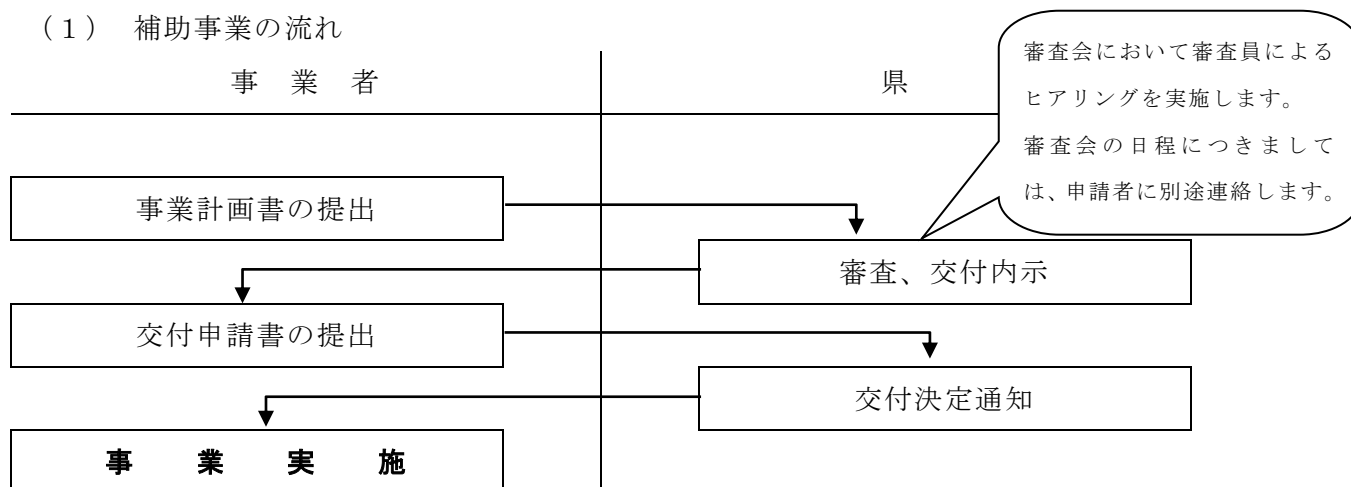 （１） 補助事業の流れ
事 業 者
県
審査会において審査員による
ヒアリングを実施します。
審査会の日程につきまして
は、申請者に別途連絡します。
事業計画書の提出
審査、交付内示
交付申請書の提出
交付決定通知
事 業 実 施